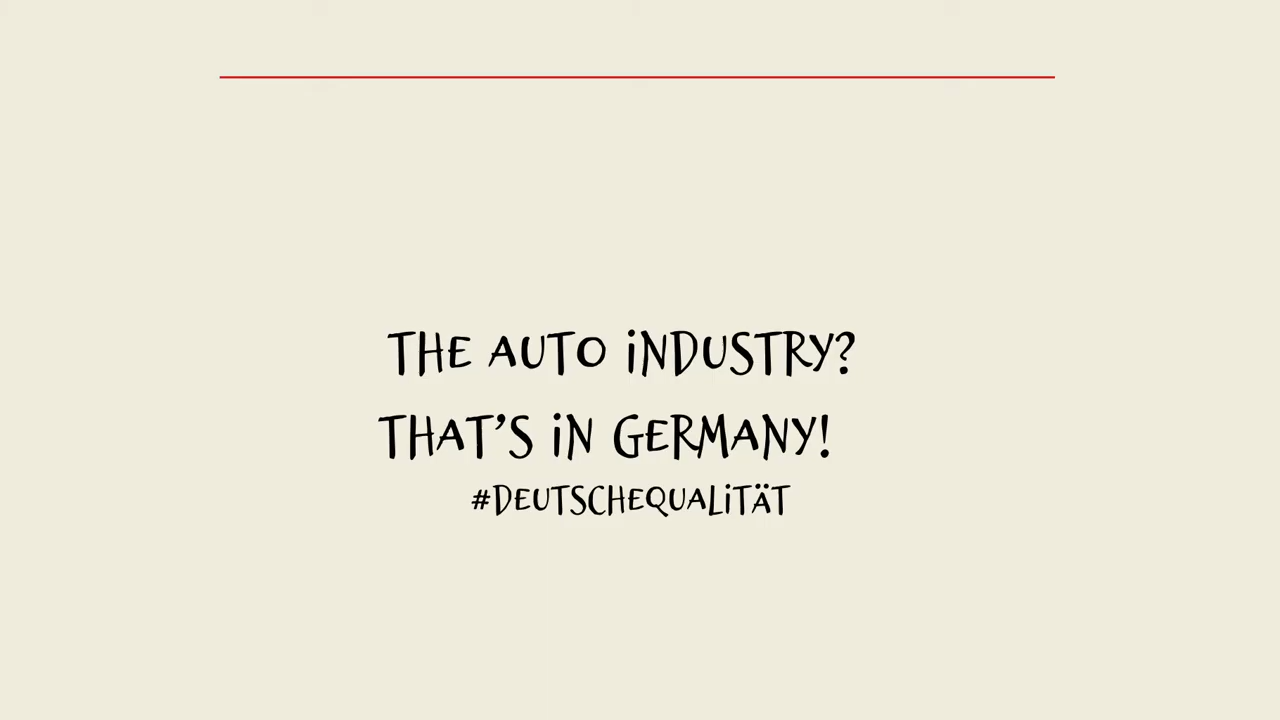 THE AUTO iNDUSTRY?
THAT'S iN GERMANY!
#DEUTSCHEQUALiTÄT